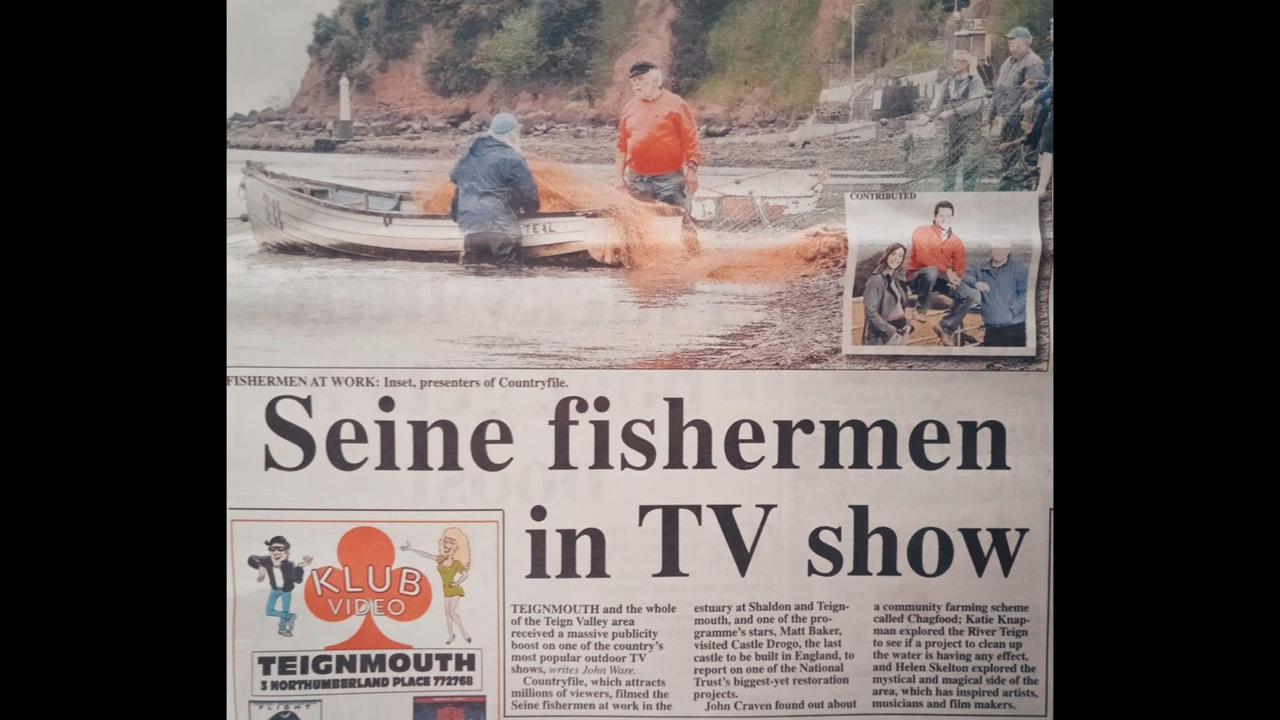 TEAL
CONTRIBUTED
FISHERMEN AT WORK: Inset, presenters of Countryfile.
Seine fishermen
in TV show
KLUB
VIDEO
TEIGNMOUTH
3 NORTHUMBERLAND PLACE 772768
FLIGHT
TEIGNMOUTH and the whole
of the Teign Valley area
received a massive publicity
boost on one of the country's
most popular outdoor TV
shows, writes John Ware.
Countryfile, which attracts
millions of viewers, filmed the
Seine fishermen at work in the
estuary at Shaldon and Teign-
mouth, and one of the pro-
gramme's stars, Matt Baker,
visited Castle Drogo, the last
castle to be built in England, to
report on one of the National
Trust's biggest-yet restoration
projects.
John Craven found out about
a community farming scheme
called Chagfood; Katie Knap-
man explored the River Teign
to see if a project to clean up
the water is having any effect,
and Helen Skelton explored the
mystical and magical side of the
area, which has inspired artists,
musicians and film makers.